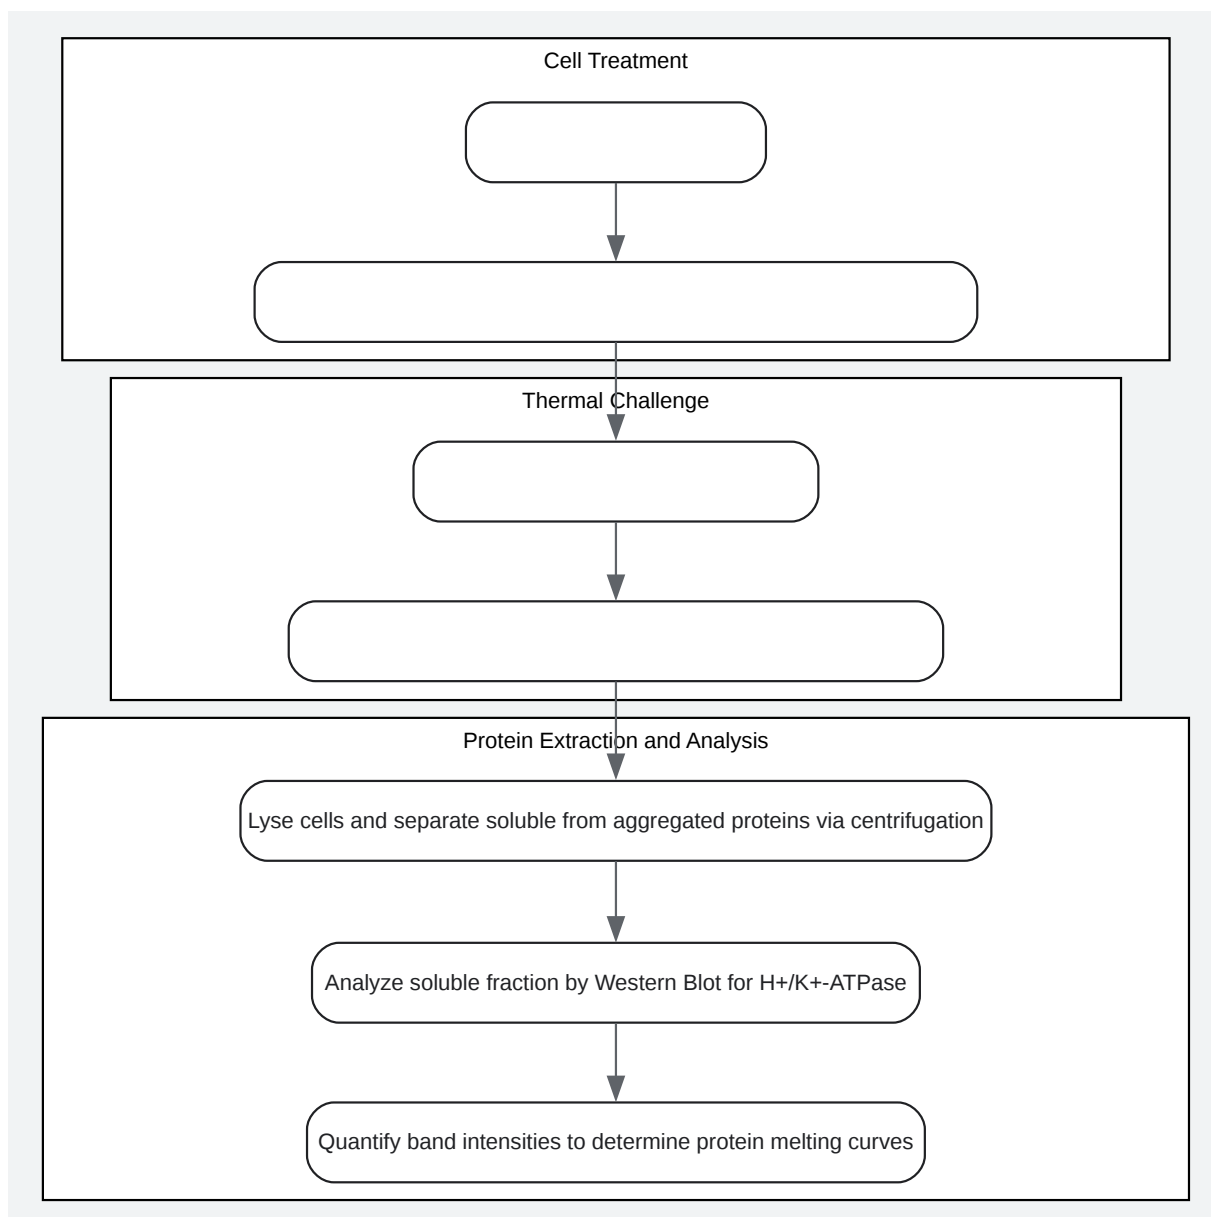 Cell Treatment
Thermal Challenge
Protein Extraction and Analysis
Lyse cells and separate soluble from aggregated proteins via centrifugation
Analyze soluble fraction by Western Blot for H+/K+-ATPase
Quantify band intensities to determine protein melting curves